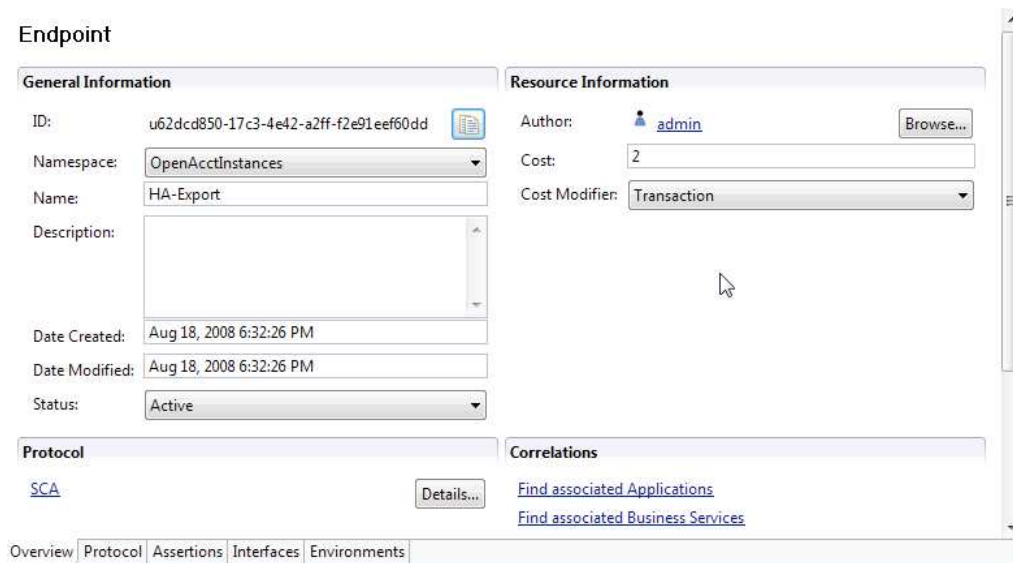 Endpoint
General Information
ID: u62dcd850-17c3-4e42-a2ff-f2e91eef60dd
Namespace: OpenAcctInstances
Name: HA-Export
Description:
Date Created: Aug 18, 2008 6:32:26 PM
Date Modified: Aug 18, 2008 6:32:26 PM
Status: Active
Resource Information
Author: admin Browse...
Cost: 2
Cost Modifier: Transaction
Protocol
SCA Details...
Correlations
Find associated Applications
Find associated Business Services
Overview Protocol Assertions Interfaces Environments